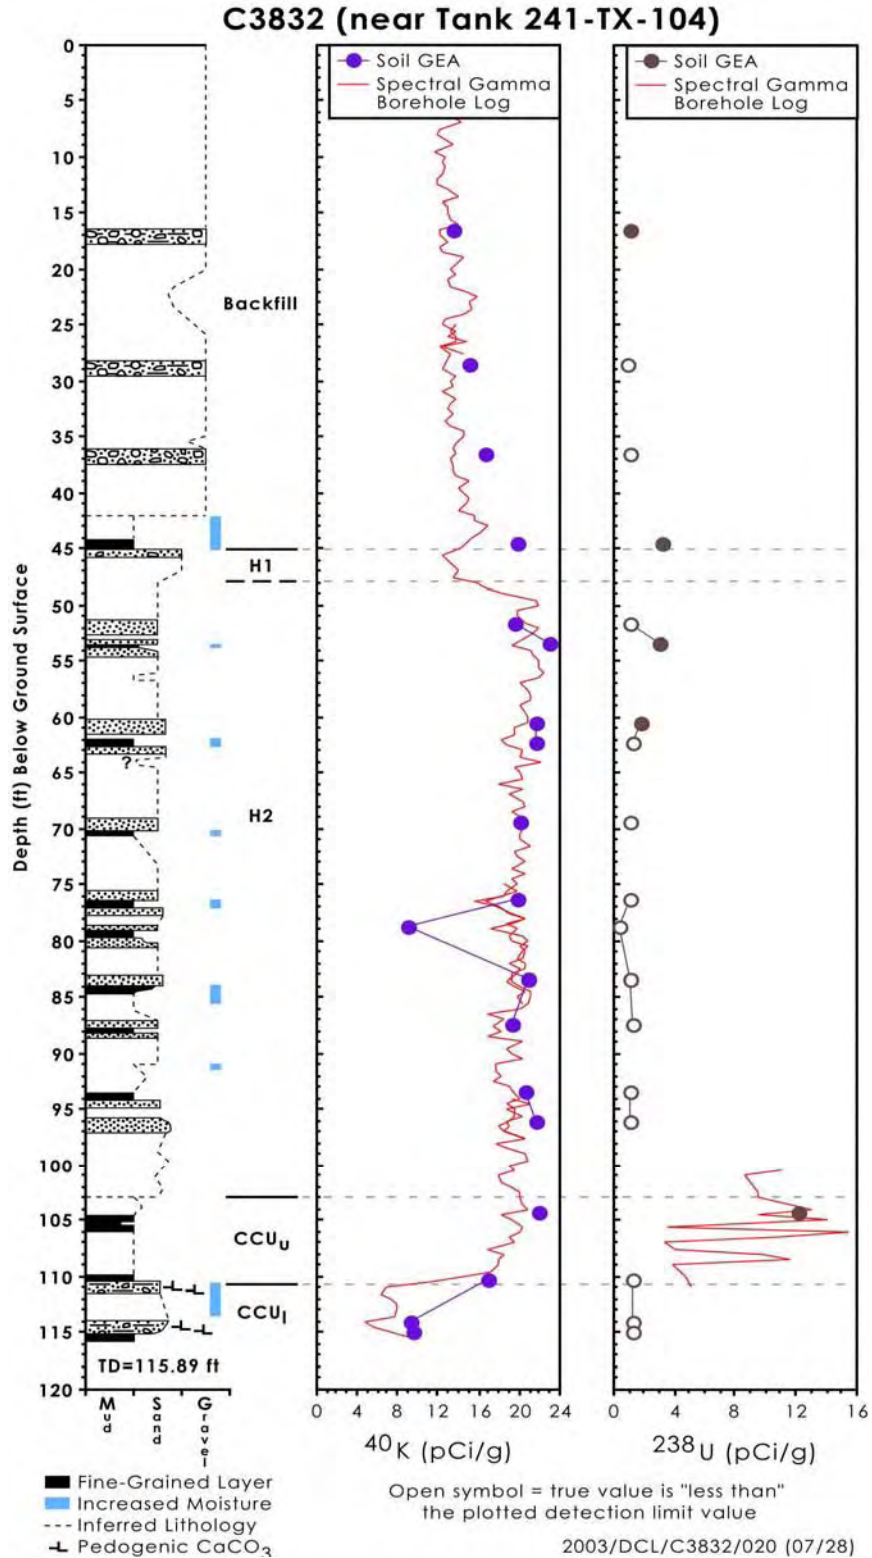 C3832 (near Tank 241-TX-104)
Soil GEA
Spectral Gamma
Borehole Log
Soil GEA
Spectral Gamma
Borehole Log
Depth (ft) Below Ground Surface
0
5
10
15
20
25
30
35
40
45
50
55
60
65
70
75
80
85
90
95
100
105
110
115
120
Backfill
H1
H2
?
CCUu
CCUl
TD=115.89 ft
Mud
Sand
Gravel
0 4 8 12 16 20 24
40K (pCi/g)
0 4 8 12 16
238U (pCi/g)
Fine-Grained Layer
Increased Moisture
Inferred Lithology
Pedogenic CaCO3
Open symbol = true value is "less than"
the plotted detection limit value
2003/DCL/C3832/020 (07/28)